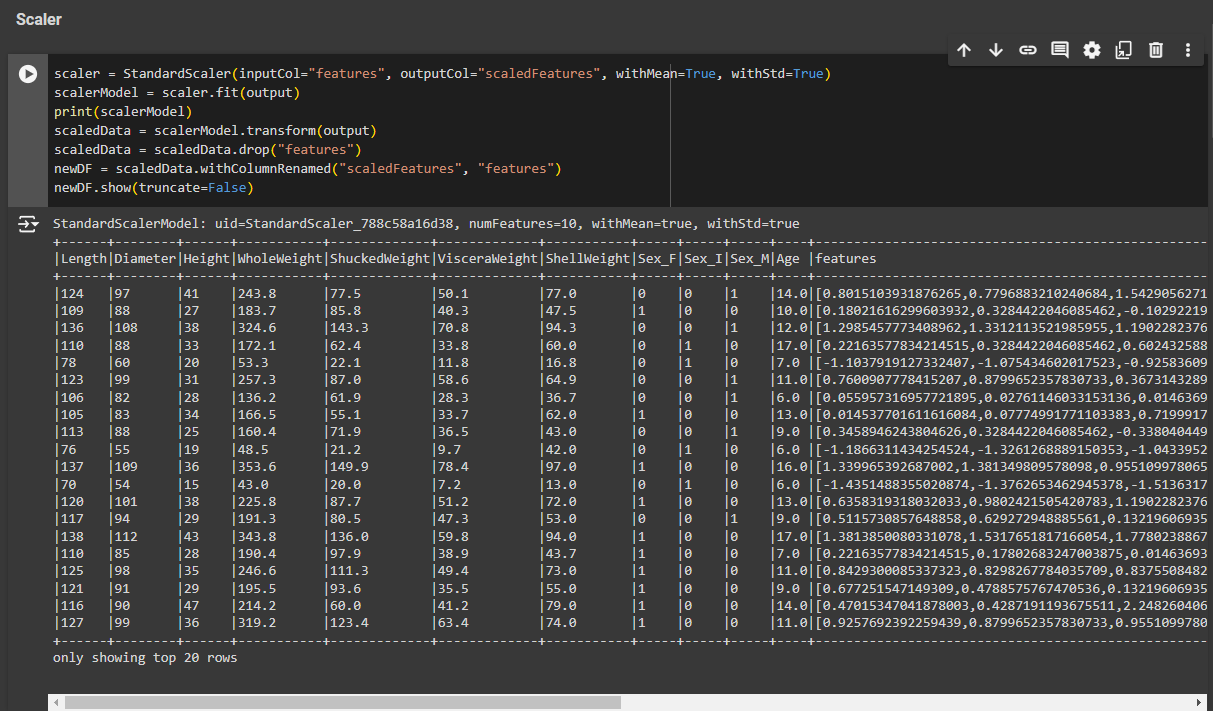 Scaler
scaler = StandardScaler(inputCol="features", outputCol="scaledFeatures", withMean=True, withStd=True)
scalerModel = scaler.fit(output)
print(scalerModel)
scaledData = scalerModel.transform(output)
scaledData = scaledData.drop("features")
newDF = scaledData.withColumnRenamed("scaledFeatures", "features")
newDF.show(truncate=False)
StandardScalerModel: uid=StandardScaler_788c58a16d38, numFeatures=10, withMean=true, withStd=true
+------+--------+------+-----------+-------------+-------------+-----------+-----+-----+-----+----+---------------------------------------------------
|Length|Diameter|Height|WholeWeight|ShuckedWeight|VisceraWeight|ShellWeight|Sex_F|Sex_I|Sex_M|Age |features
+------+--------+------+-----------+-------------+-------------+-----------+-----+-----+-----+----+---------------------------------------------------
|124   |97      |41    |243.8      |77.5         |50.1         |77.0       |0    |0    |1    |14.0|[0.8015103931876265,0.7796883210240684,1.5429056271
|109   |88      |27    |183.7      |85.8         |40.3         |47.5       |1    |0    |0    |10.0|[0.18021616299603932,0.3284422046085462,-0.10292219
|136   |108     |38    |324.6      |143.3        |70.8         |94.3       |0    |0    |1    |12.0|[1.2985457773408962,1.3312113521985955,1.1902282376
|110   |88      |33    |172.1      |62.4         |33.8         |60.0       |0    |1    |0    |17.0|[0.22163577834214515,0.3284422046085462,0.602432588
|78    |60      |20    |53.3       |22.1         |11.8         |16.8       |0    |1    |0    |7.0 |[-1.1037919127332407,-1.075434602017523,-0.92583609
|123   |99      |31    |257.3      |87.0         |58.6         |64.9       |0    |0    |1    |11.0|[0.7600907778415207,0.8799652357830733,0.3673143289
|106   |82      |28    |136.2      |61.9         |28.3         |36.7       |0    |0    |1    |6.0 |[0.055957316957721895,0.02761146033153136,0.0146369
|105   |83      |34    |166.5      |55.1         |33.7         |62.0       |1    |0    |0    |13.0|[0.014537701611616084,0.07774991771103383,0.7199917
|113   |88      |25    |160.4      |71.9         |36.5         |43.0       |0    |0    |1    |9.0 |[0.3458946243804626,0.3284422046085462,-0.338040449
|76    |55      |19    |48.5       |21.2         |9.7          |42.0       |0    |1    |0    |6.0 |[-1.1866311434254524,-1.3261268889150353,-1.0433952
|137   |109     |36    |353.6      |149.9        |78.4         |97.0       |1    |0    |0    |16.0|[1.339965392687002,1.381349809578098,0.955109978065
|70    |54      |15    |43.0       |20.0         |7.2          |13.0       |0    |1    |0    |6.0 |[-1.4351488355020874,-1.3762653462945378,-1.5136317
|120   |101     |38    |225.8      |87.7         |51.2         |72.0       |1    |0    |0    |13.0|[0.6358319318032033,0.9802421505420783,1.1902282376
|117   |94      |29    |191.3      |80.5         |47.3         |53.0       |0    |0    |1    |9.0 |[0.5115730857648858,0.629272948885561,0.13219606935
|138   |112     |43    |343.8      |136.0        |59.8         |94.0       |1    |0    |0    |17.0|[1.3813850080331078,1.5317651817166054,1.7780238867
|110   |85      |28    |190.4      |97.9         |38.9         |43.7       |1    |0    |0    |7.0 |[0.22163577834214515,0.17802683247003875,0.01463693
|125   |98      |35    |246.6      |111.3        |49.4         |73.0       |1    |0    |0    |11.0|[0.8429300085337323,0.8298267784035709,0.8375508482
|121   |91      |29    |195.5      |93.6         |35.5         |55.0       |1    |0    |0    |9.0 |[0.677251547149309,0.4788575767470536,0.13219606935
|116   |90      |47    |214.2      |60.0         |41.2         |79.0       |1    |0    |0    |14.0|[0.47015347041878003,0.4287191193675511,2.248260406
|127   |99      |36    |319.2      |123.4        |63.4         |74.0       |1    |0    |0    |11.0|[0.9257692392259439,0.8799652357830733,0.9551099780
+------+--------+------+-----------+-------------+-------------+-----------+-----+-----+-----+----+---------------------------------------------------
only showing top 20 rows